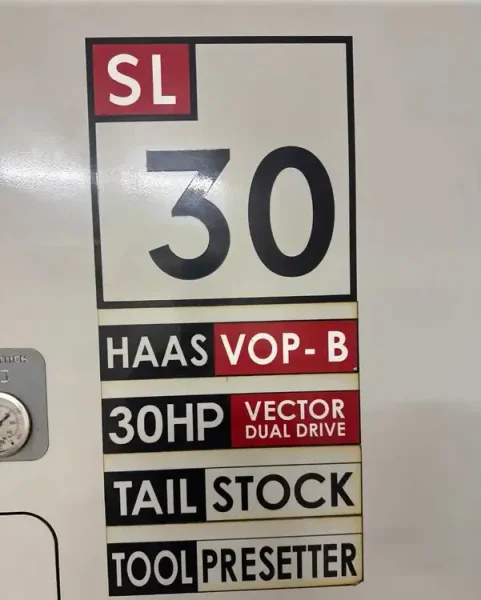 SL
30
HAAS VOP-B
30HP VECTOR
DUAL DRIVE
TAIL STOCK
TOOL PRESETTER